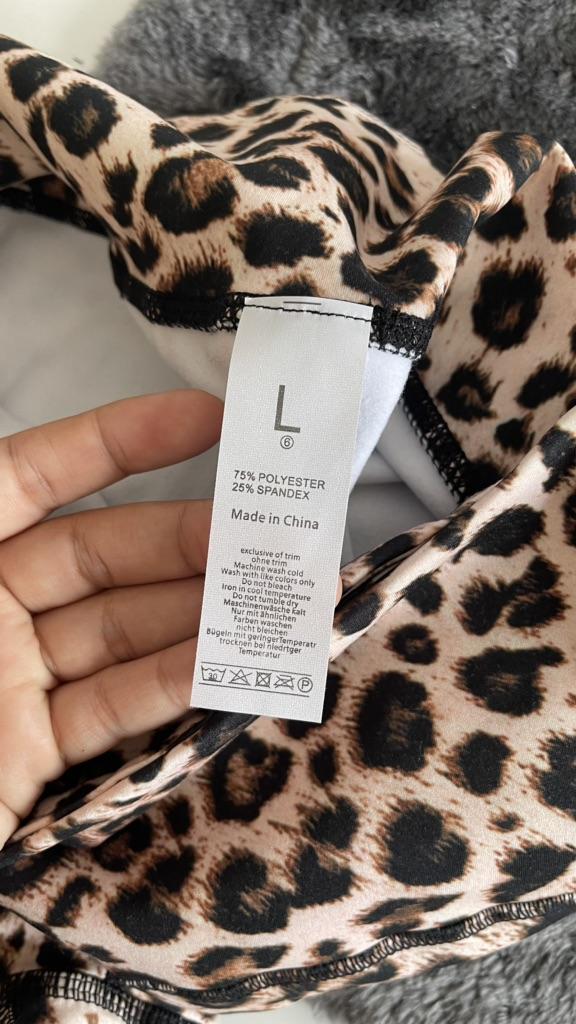 L
⑥
75% POLYESTER
25% SPANDEX
Made in China
exclusive of trim
ohne trim
Machine wash cold
Wash with like colors only
Do not bleach
Iron in cool temperature
Do not tumble dry
Maschinenwäsche kalt
Nur mit ähnlichen
Farben waschen
nicht bleichen
Bügeln mit geringerTemperatr
trocknen bei niedrtger
Temperatur
30 P